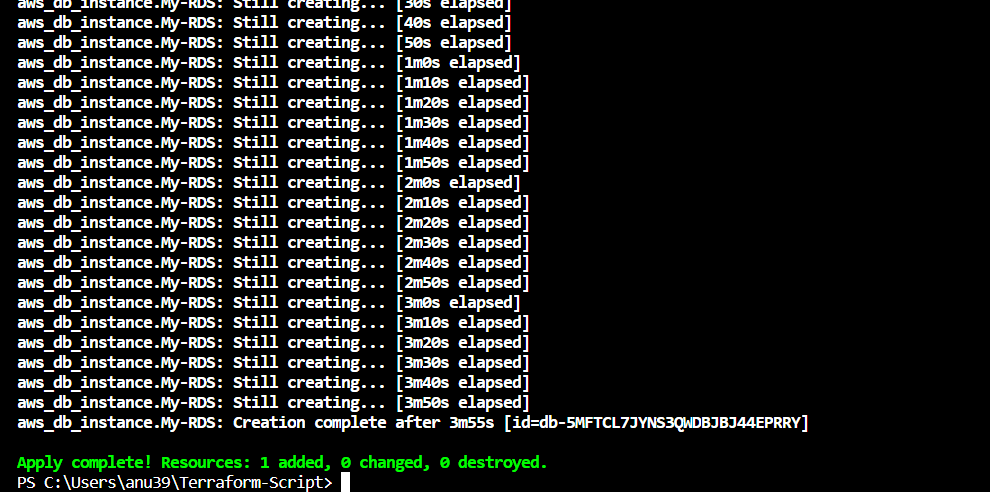 aws_db_instance.My-RDS: Still creating... [30s elapsed]
aws_db_instance.My-RDS: Still creating... [40s elapsed]
aws_db_instance.My-RDS: Still creating... [50s elapsed]
aws_db_instance.My-RDS: Still creating... [1m0s elapsed]
aws_db_instance.My-RDS: Still creating... [1m10s elapsed]
aws_db_instance.My-RDS: Still creating... [1m20s elapsed]
aws_db_instance.My-RDS: Still creating... [1m30s elapsed]
aws_db_instance.My-RDS: Still creating... [1m40s elapsed]
aws_db_instance.My-RDS: Still creating... [1m50s elapsed]
aws_db_instance.My-RDS: Still creating... [2m0s elapsed]
aws_db_instance.My-RDS: Still creating... [2m10s elapsed]
aws_db_instance.My-RDS: Still creating... [2m20s elapsed]
aws_db_instance.My-RDS: Still creating... [2m30s elapsed]
aws_db_instance.My-RDS: Still creating... [2m40s elapsed]
aws_db_instance.My-RDS: Still creating... [2m50s elapsed]
aws_db_instance.My-RDS: Still creating... [3m0s elapsed]
aws_db_instance.My-RDS: Still creating... [3m10s elapsed]
aws_db_instance.My-RDS: Still creating... [3m20s elapsed]
aws_db_instance.My-RDS: Still creating... [3m30s elapsed]
aws_db_instance.My-RDS: Still creating... [3m40s elapsed]
aws_db_instance.My-RDS: Still creating... [3m50s elapsed]
aws_db_instance.My-RDS: Creation complete after 3m55s [id=db-5MFTCL7JYNS3QWDBJBJ44EPRRY]
Apply complete! Resources: 1 added, 0 changed, 0 destroyed.
PS C:\Users\anu39\Terraform-Script>